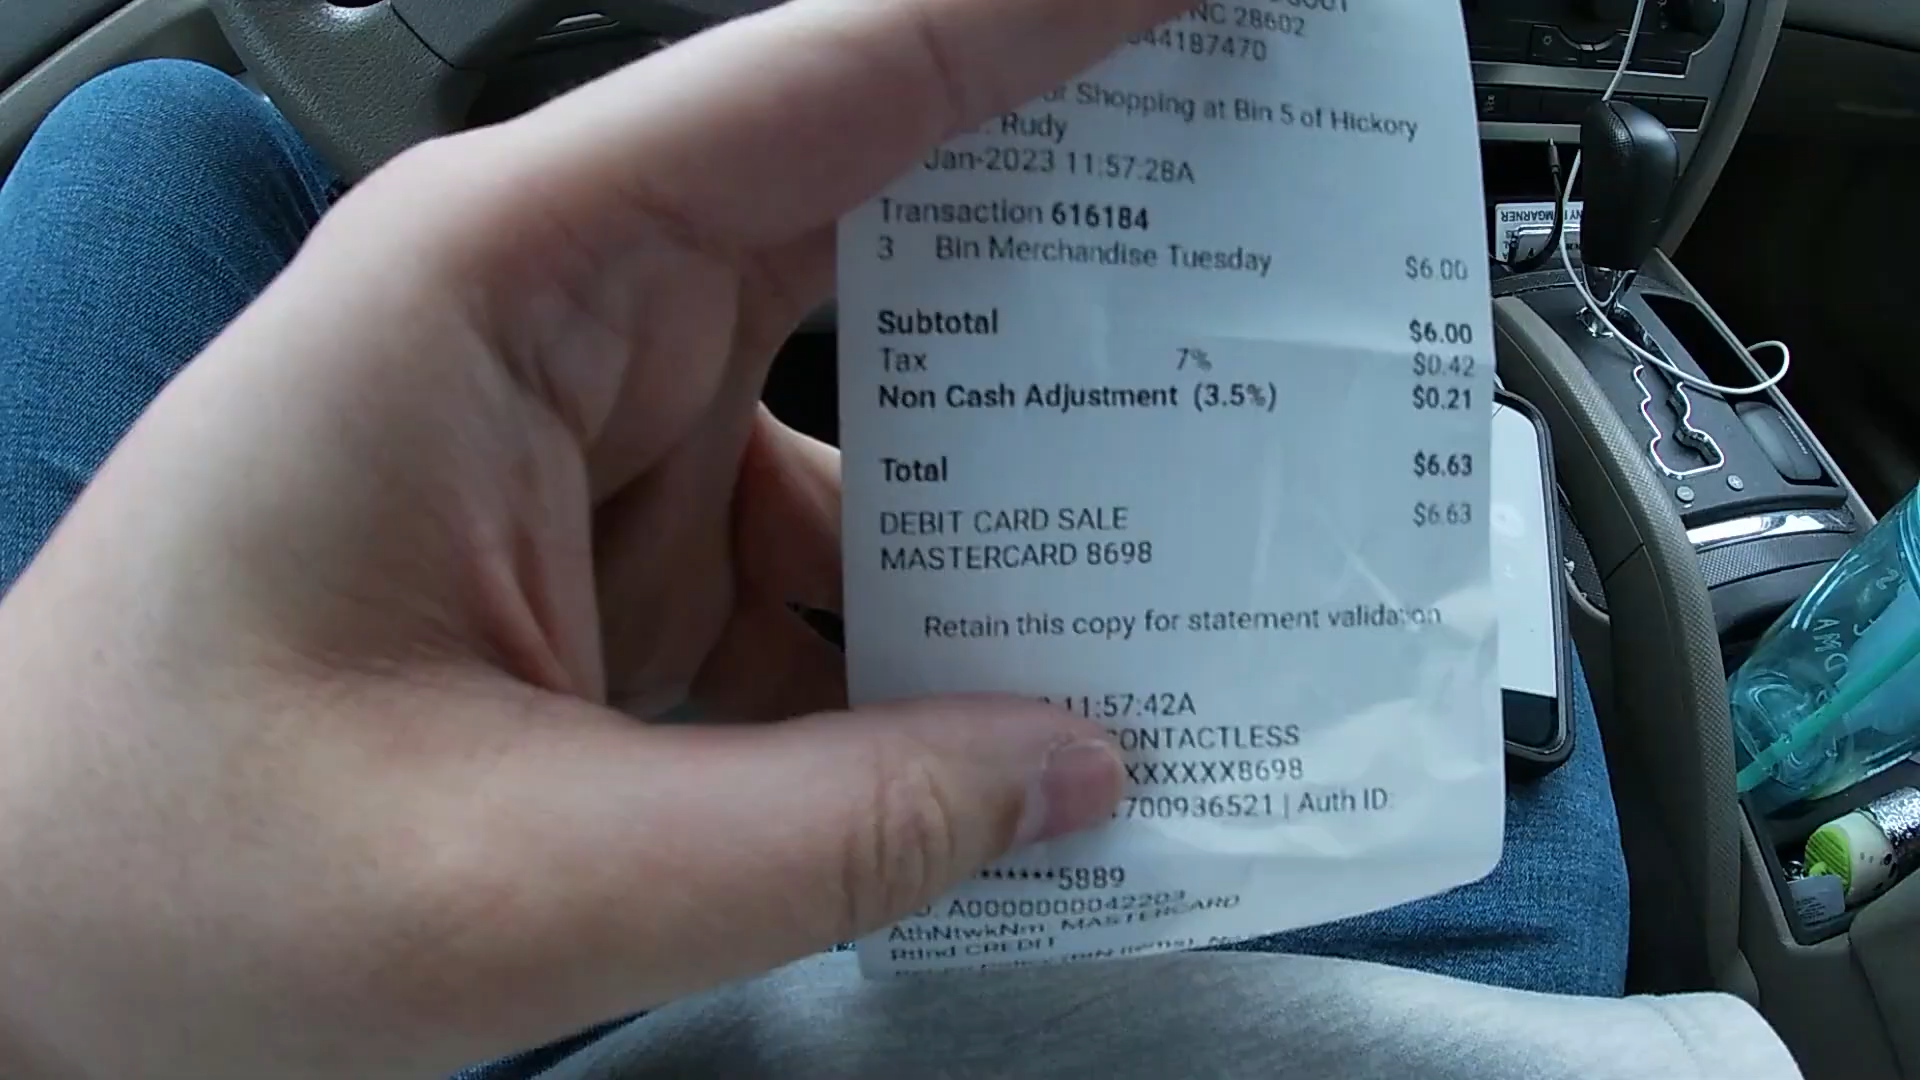 NC 28602
44187470
Shopping at Bin 5 of Hickory
Rudy
Jan-2023 11:57:28A
Transaction 616184
3 Bin Merchandise Tuesday $6.00
Subtotal $6.00
Tax 7% $0.42
Non Cash Adjustment (3.5%) $0.21
Total $6.63
DEBIT CARD SALE $6.63
MASTERCARD 8698
Retain this copy for statement validation
11:57:42A
CONTACTLESS
XXXXXX8698
700936521 | Auth ID:
******5889
A0000000042203
AthNtwkNm: MASTERCARD
CREDIT